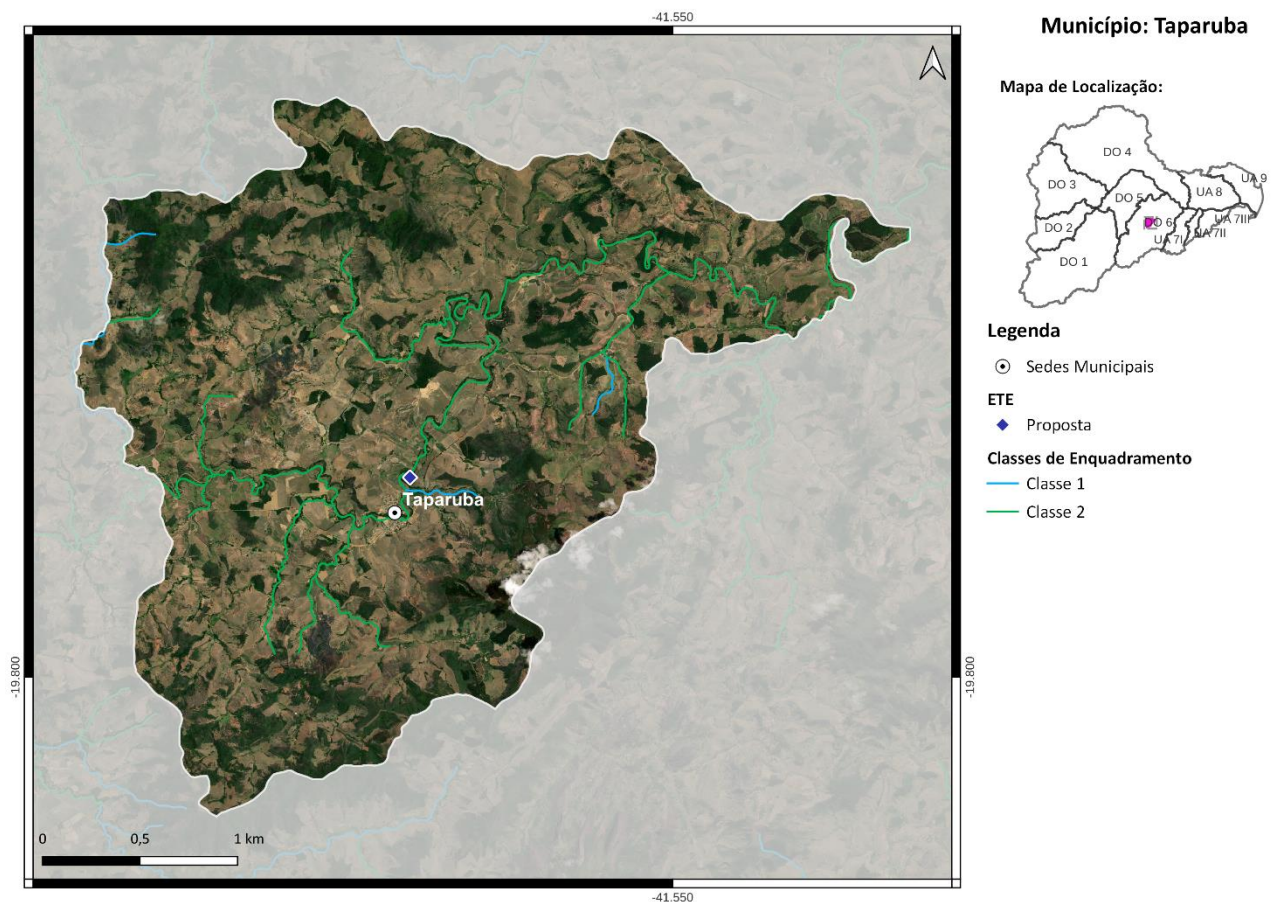 -41.550
Município: Taparuba
Mapa de Localização:
DO 4
UA 9
DO 3
UA 8
DO 5
DO 6
UA 7III
DO 2
UA 7II
UA 7I
DO 1
Legenda
Sedes Municipais
ETE
Proposta
Classes de Enquadramento
Classe 1
Classe 2
Taparuba
-19.800
-19.800
0 0,5 1 km
-41.550